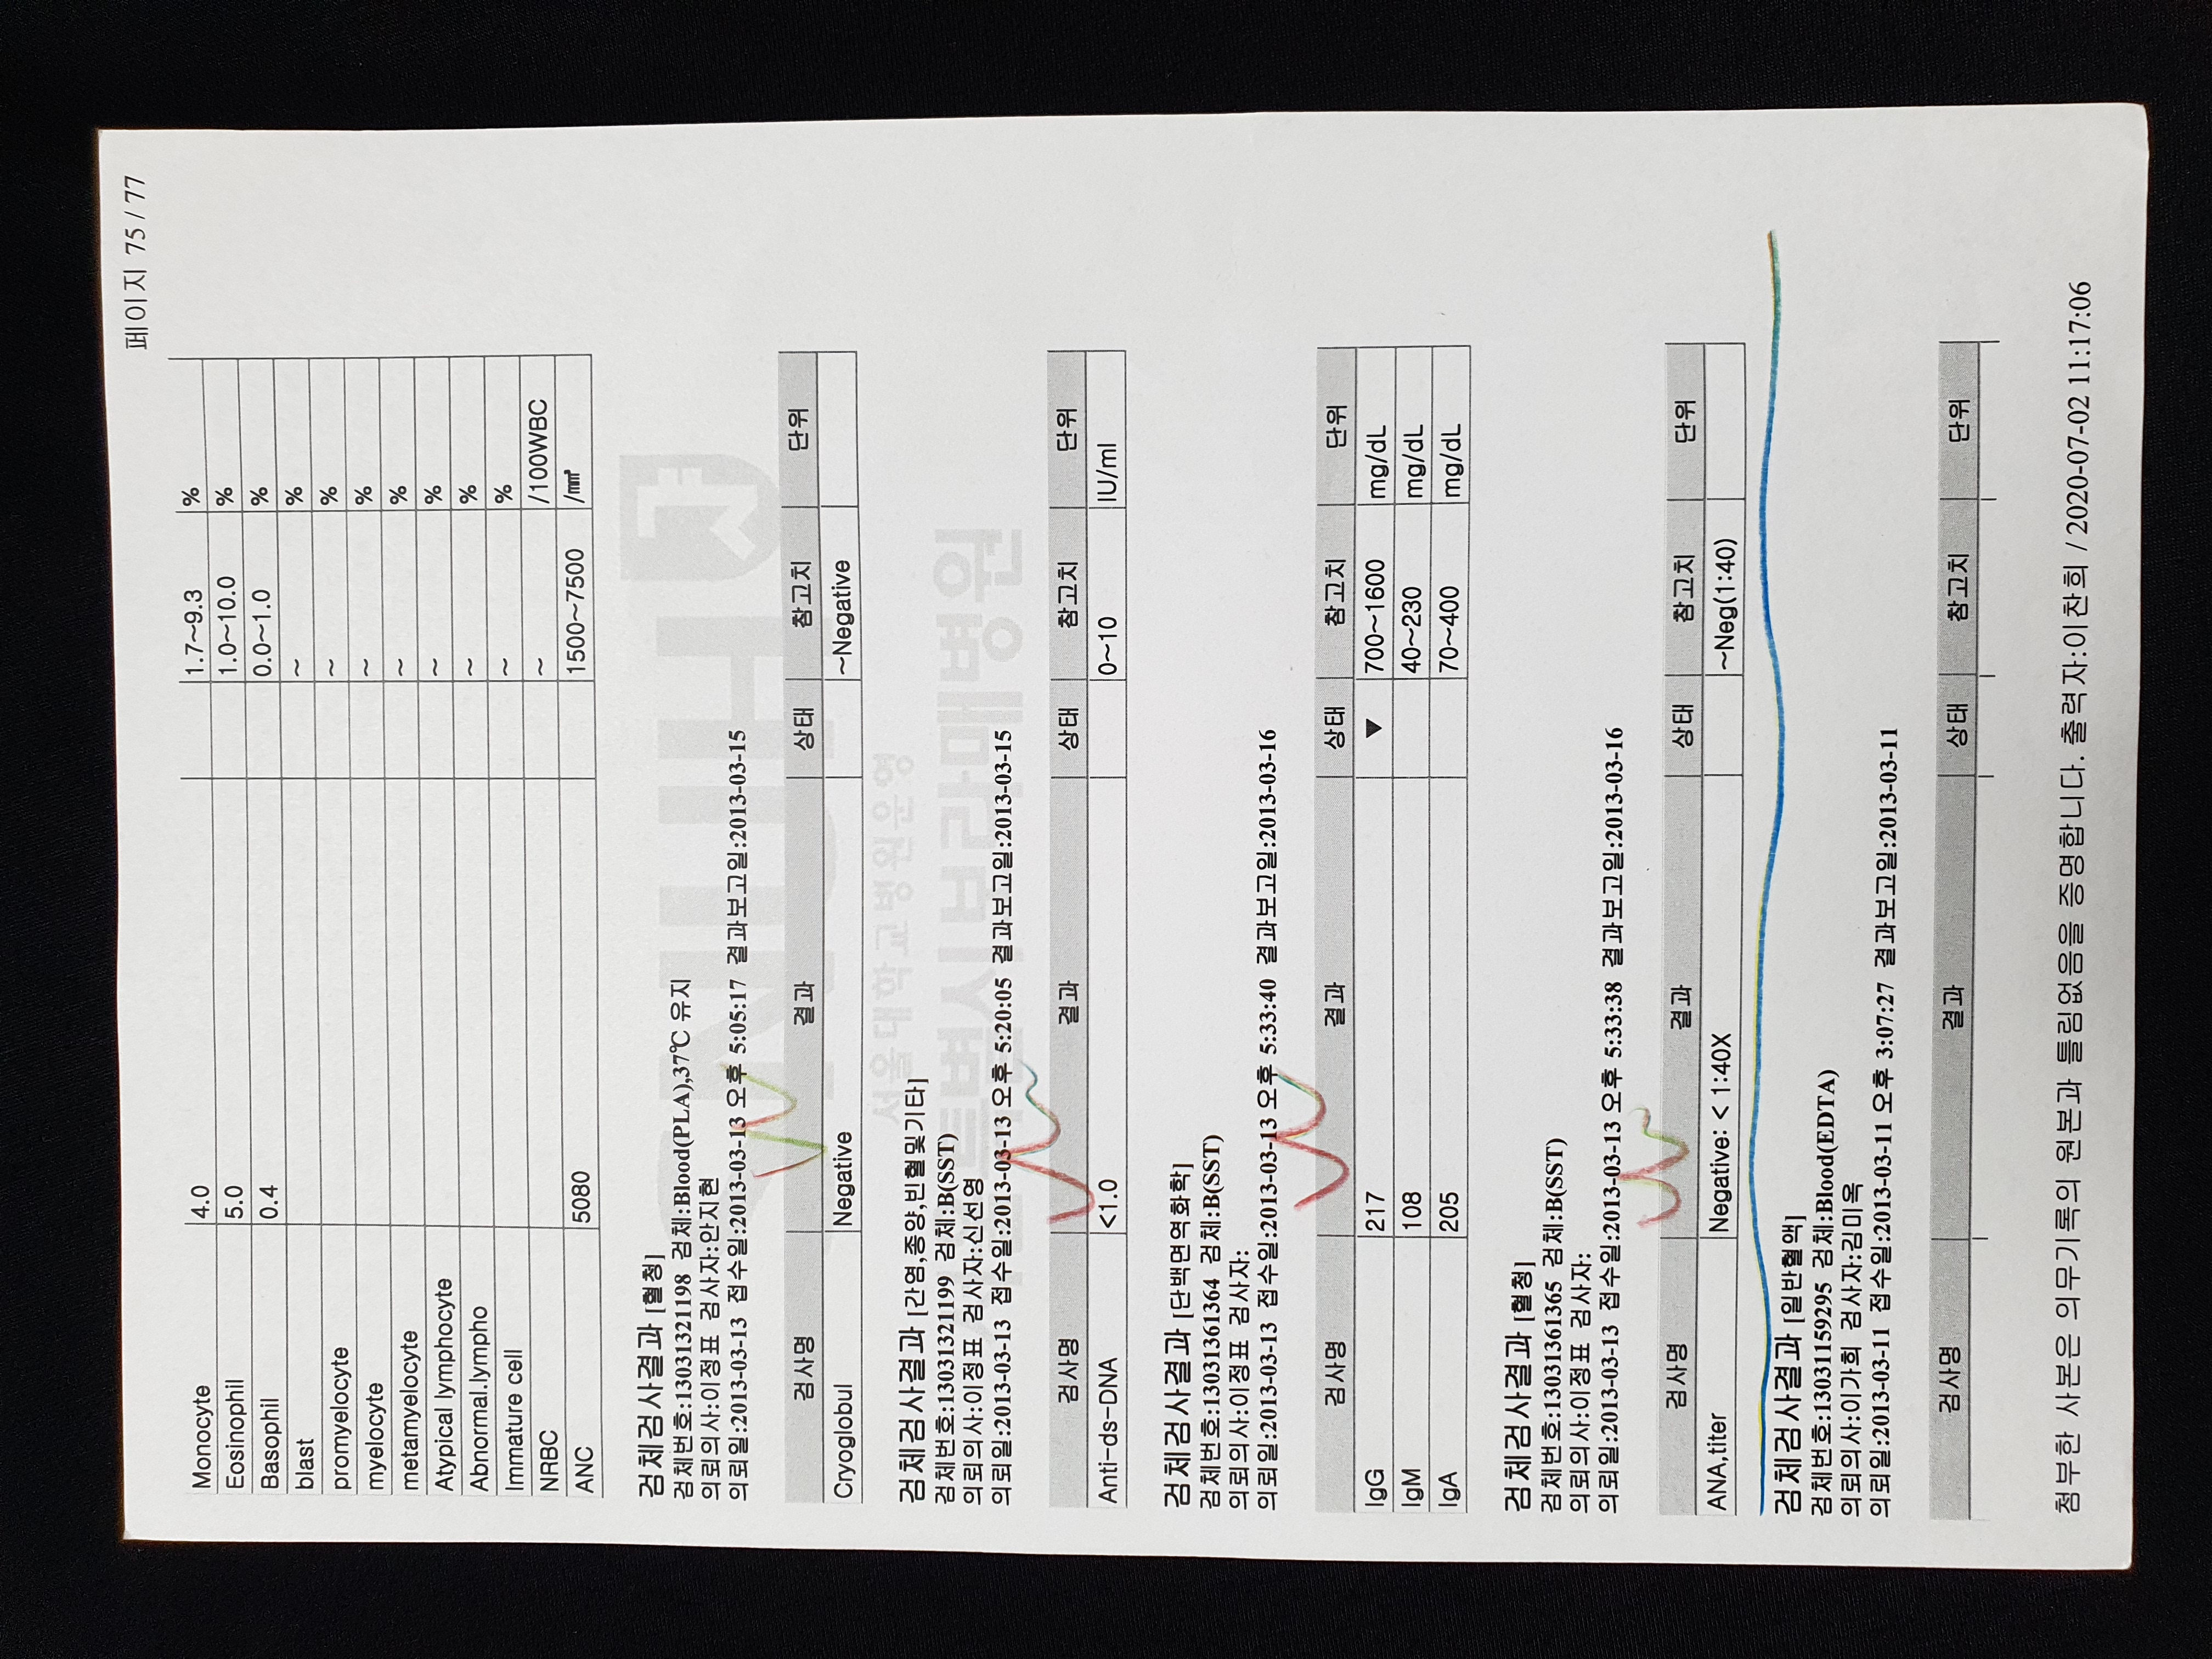 페이지 75 / 77
Monocyte 4.0 1.7~9.3 %
Eosinophil 5.0 1.0~10.0 %
Basophil 0.4 0.0~1.0 %
blast ~ %
promyelocyte ~ %
myelocyte ~ %
metamyelocyte ~ %
Atypical lymphocyte ~ %
Abnormal.lympho ~ %
Immature cell ~ %
NRBC ~ /100WBC
ANC 5080 1500~7500 /㎣
검체검사결과 [혈청]
검체번호:13031321198 검체:Blood(PLA),37℃ 유지
의뢰의사:이정표 검사자:안지현
의뢰일:2013-03-13 접수일:2013-03-13 오후 5:05:17 결과보고일:2013-03-15
SNUH
검사명 결과 상태 참고치 단위
Cryoglobul Negative ~Negative
서울대학교병원운영
검체검사결과 [간염,종양,빈혈및기타]
검체번호:13031321199 검체:B(SST)
서울특별시보라매병원
의뢰의사:이정표 검사자:신선영
의뢰일:2013-03-13 접수일:2013-03-13 오후 5:20:05 결과보고일:2013-03-15
검사명 결과 상태 참고치 단위
Anti-ds-DNA <1.0 0~10 IU/ml
검체검사결과 [단백면역화학]
검체번호:13031361364 검체:B(SST)
의뢰의사:이정표 검사자:
의뢰일:2013-03-13 접수일:2013-03-13 오후 5:33:40 결과보고일:2013-03-16
검사명 결과 상태 참고치 단위
IgG 217 ▼ 700~1600 mg/dL
IgM 108 40~230 mg/dL
IgA 205 70~400 mg/dL
검체검사결과 [혈청]
검체번호:13031361365 검체:B(SST)
의뢰의사:이정표 검사자:
의뢰일:2013-03-13 접수일:2013-03-13 오후 5:33:38 결과보고일:2013-03-16
검사명 결과 상태 참고치 단위
ANA,titer Negative: < 1:40X ~Neg(1:40)
검체검사결과 [일반혈액]
검체번호:13031159295 검체:Blood(EDTA)
의뢰의사:이가희 검사자:김미옥
의뢰일:2013-03-11 접수일:2013-03-11 오후 3:07:27 결과보고일:2013-03-11
검사명 결과 상태 참고치 단위
첨부한 사본은 의무기록의 원본과 틀림없음을 증명합니다. 출력자:이찬희 / 2020-07-02 11:17:06